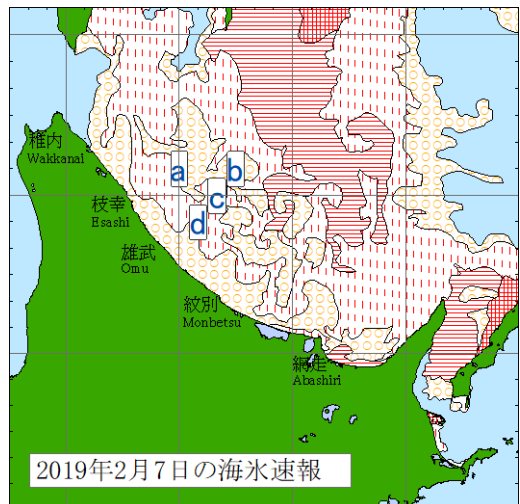 稚内
Wakkanai
a
b
c
枝幸
Esashi
d
雄武
Omu
紋別
Monbetsu
網走
Abashiri
2019年2月7日の海氷速報